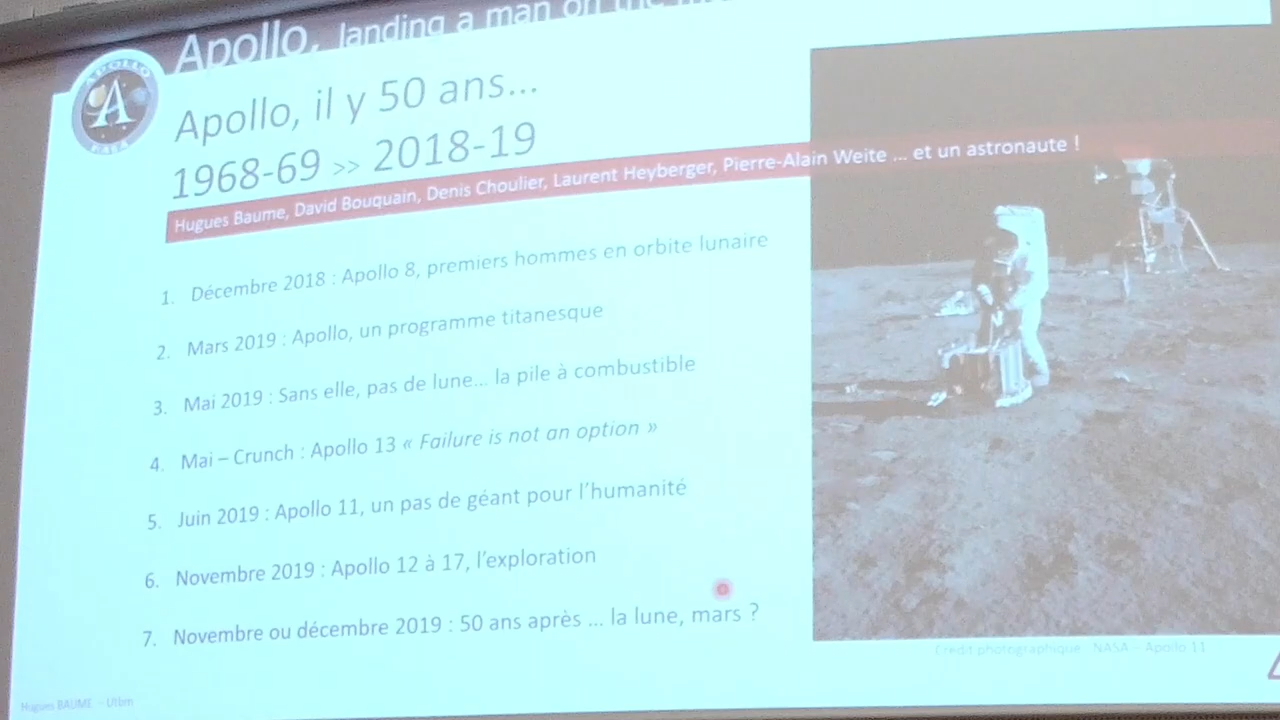 Apollo, landing a man on the
APOLLO
A
NASA
Apollo, il y 50 ans...
1968-69 >> 2018-19
Hugues Baume, David Bouquain, Denis Choulier, Laurent Heyberger, Pierre-Alain Weite ... et un astronaute !
1. Décembre 2018 : Apollo 8, premiers hommes en orbite lunaire
2. Mars 2019 : Apollo, un programme titanesque
3. Mai 2019 : Sans elle, pas de lune... la pile à combustible
4. Mai – Crunch : Apollo 13 « Failure is not an option »
5. Juin 2019 : Apollo 11, un pas de géant pour l'humanité
6. Novembre 2019 : Apollo 12 à 17, l'exploration
7. Novembre ou décembre 2019 : 50 ans après ... la lune, mars ?
Crédit photographique : NASA - Apollo 11
Hugues BAUME - Utbm